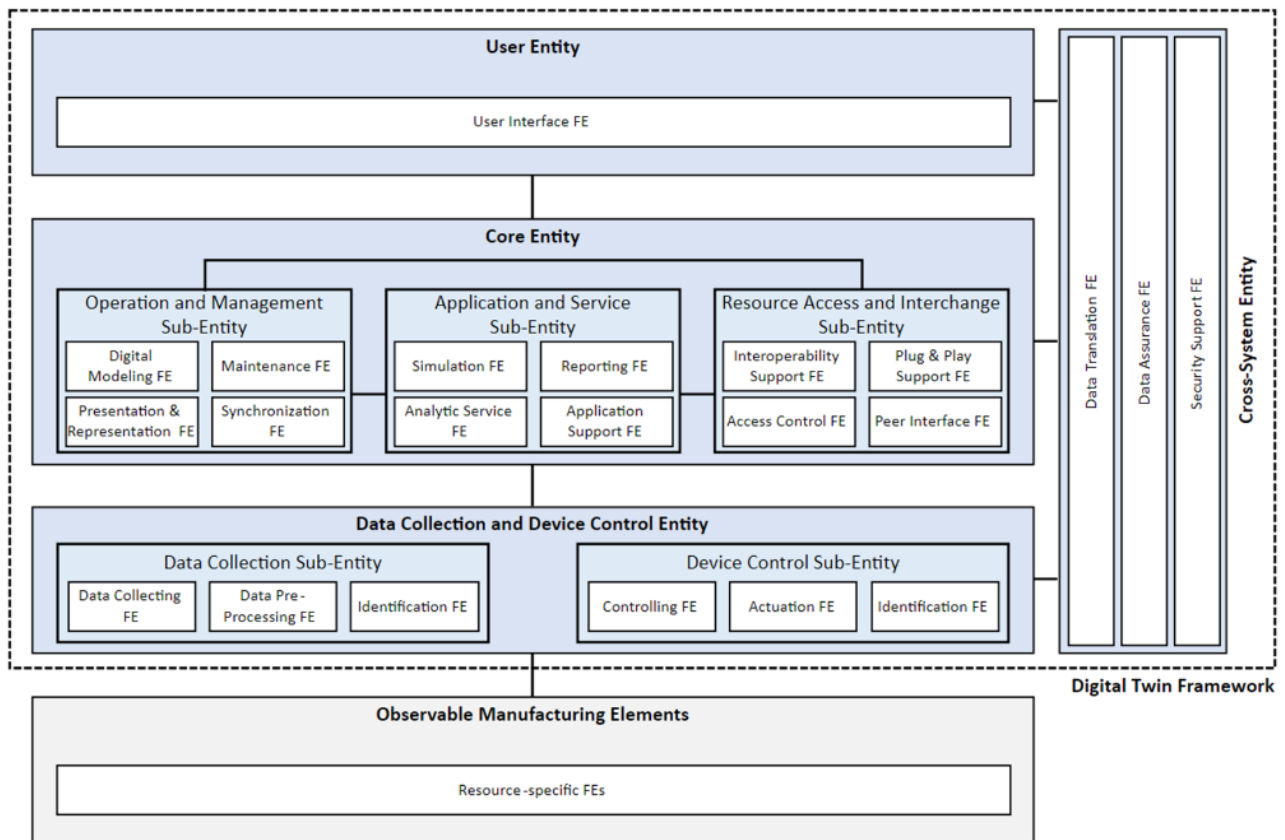 User Entity
User Interface FE
Core Entity
Operation and Management
Sub-Entity
Digital
Modeling FE
Maintenance FE
Presentation &
Representation FE
Synchronization
FE
Application and Service
Sub-Entity
Simulation FE
Reporting FE
Analytic Service
FE
Application
Support FE
Resource Access and Interchange
Sub-Entity
Interoperability
Support FE
Plug & Play
Support FE
Access Control FE
Peer Interface FE
Data Collection and Device Control Entity
Data Collection Sub-Entity
Data Collecting
FE
Data Pre-
Processing FE
Identification FE
Device Control Sub-Entity
Controlling FE
Actuation FE
Identification FE
Data Translation FE
Data Assurance FE
Security Support FE
Cross-System Entity
Digital Twin Framework
Observable Manufacturing Elements
Resource-specific FEs